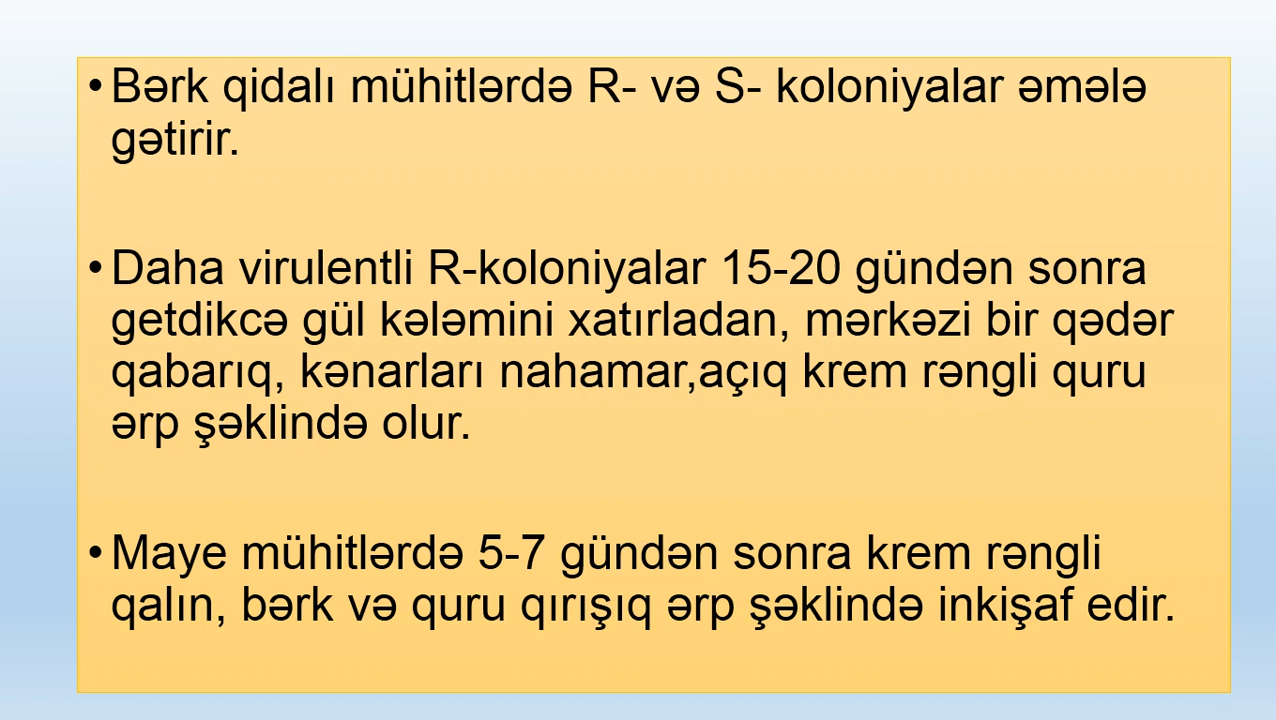 • Bərk qidalı mühitlərdə R- və S- koloniyalar əmələ
gətirir.
• Daha virulentli R-koloniyalar 15-20 gündən sonra
getdikcə gül kələmini xatırladan, mərkəzi bir qədər
qabarıq, kənarları nahamar,açıq krem rəngli quru
ərp şəklində olur.
• Maye mühitlərdə 5-7 gündən sonra krem rəngli
qalın, bərk və quru qırışıq ərp şəklində inkişaf edir.